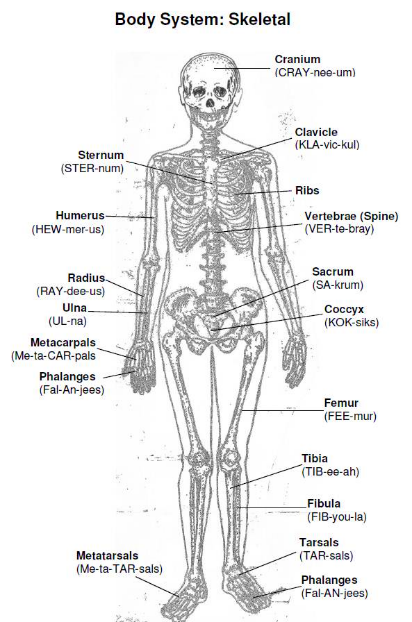 Body System: Skeletal
Cranium
(CRAY-nee-um)
Clavicle
(KLA-vic-kul)
Sternum
(STER-num)
Ribs
Humerus
(HEW-mer-us)
Vertebrae (Spine)
(VER-te-bray)
Radius
(RAY-dee-us)
Sacrum
(SA-krum)
Ulna
(UL-na)
Coccyx
(KOK-siks)
Metacarpals
(Me-ta-CAR-pals
Phalanges
(Fal-An-jees)
Femur
(FEE-mur)
Tibia
(TIB-ee-ah)
Fibula
(FIB-you-la)
Tarsals
(TAR-sals)
Metatarsals
(Me-ta-TAR-sals)
Phalanges
(Fal-AN-jees)